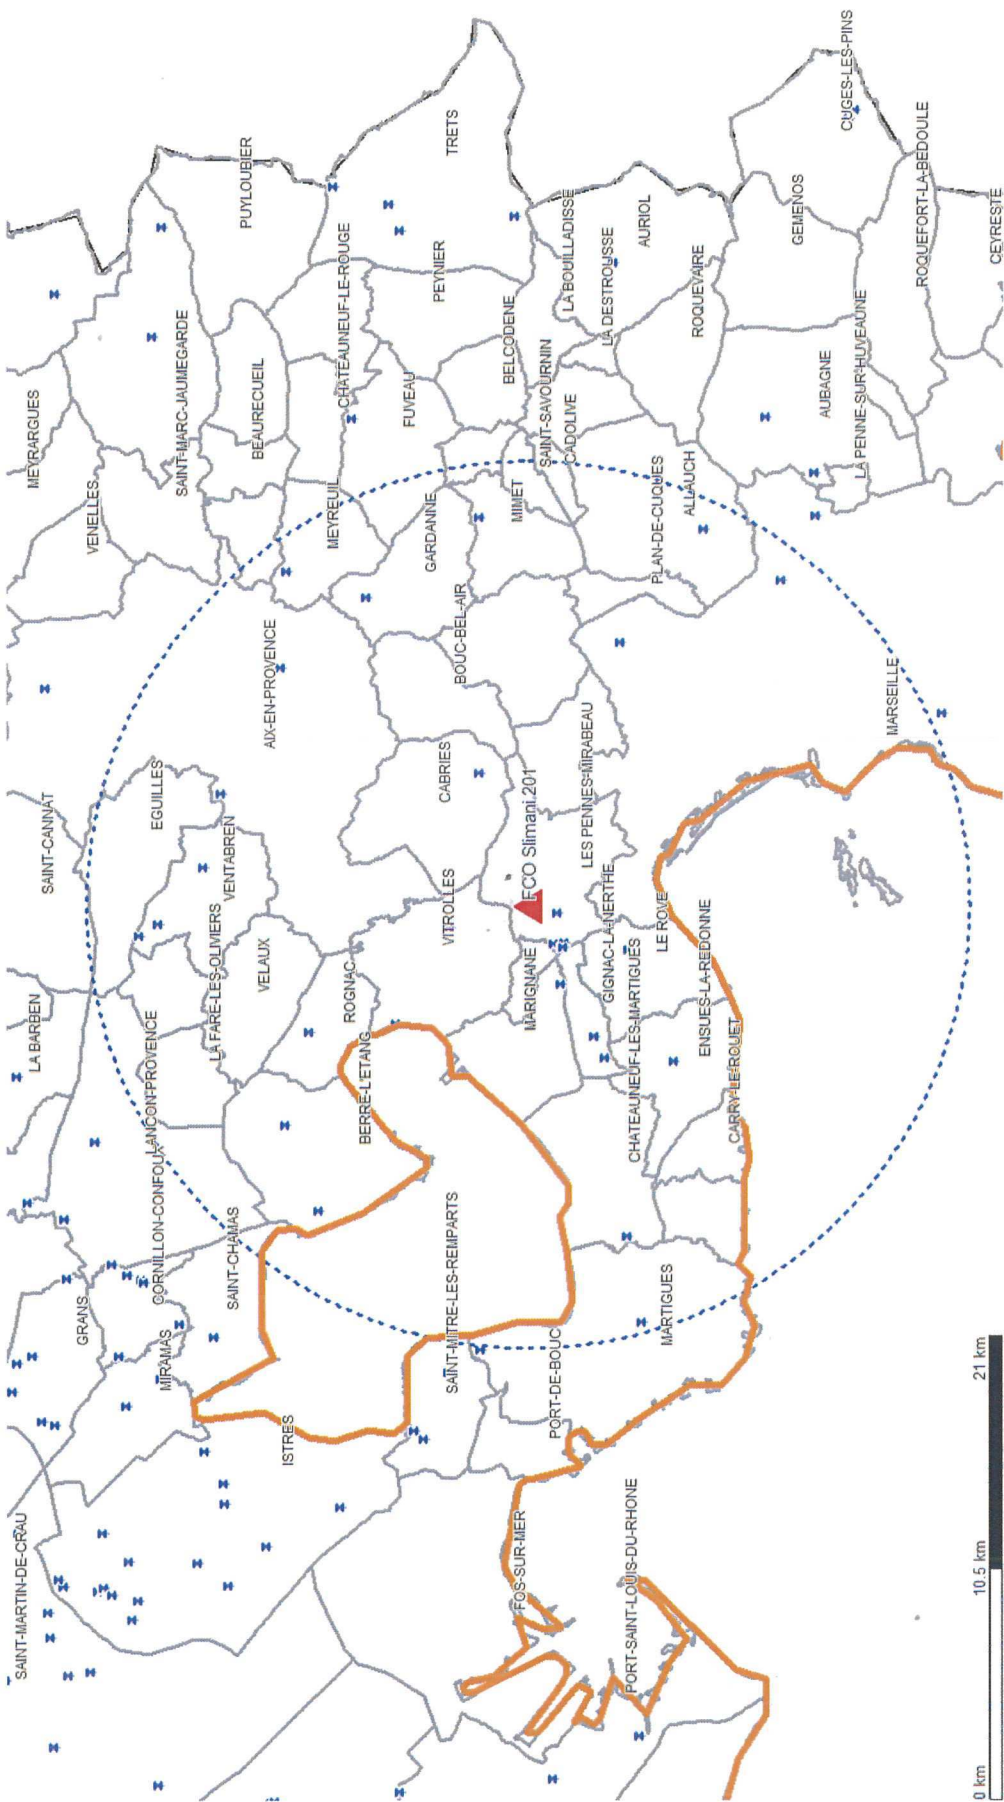 SAINT-MARTIN-DE-CRAU
GRANS
MIRAMAS
CORNILLON-CONFOUX
LANCON-PROVENCE
LA BARBEN
SAINT-CANNAT
VENELLES
MEYRARGUES
SAINT-CHAMAS
LA FARE-LES-OLIVIERS
VENTABREN
EGUILLES
SAINT-MARC-JAUMEGARDE
PUYLOUBIER
ISTRES
VELAUX
AIX-EN-PROVENCE
BEAURECUEIL
BERRE-L'ETANG
ROGNAC
MEYREUIL
CHATEAUNEUF-LE-ROUGE
SAINT-MITRE-LES-REMPARTS
VITROLLES
CABRIES
BOUC-BEL-AIR
GARDANNE
FUVEAU
PEYNIER
TRETS
FOS-SUR-MER
PORT-DE-BOUC
MARIGNANE
ECO Slimani.201
MIMET
BELCODENE
SAINT-SAVOURNIN
CADOLIVE
LA BOUILLADISSE
LA DESTROUSSE
AURIOL
PORT-SAINT-LOUIS-DU-RHONE
MARTIGUES
CHATEAUNEUF-LES-MARTIGUES
GIGNAC-LA-NERTHE
LES PENNES-MIRABEAU
PLAN-DE-CUQUES
ALLAUCH
ROQUEVAIRE
CARRY-LE-ROUET
ENSUES-LA-REDONNE
LE ROVE
GEMENOS
AUBAGNE
LA PENNE-SUR-HUVEAUNE
CUGES-LES-PINS
MARSEILLE
ROQUEFORT-LA-BEDOULE
CEYRESTE
0 km
10.5 km
21 km